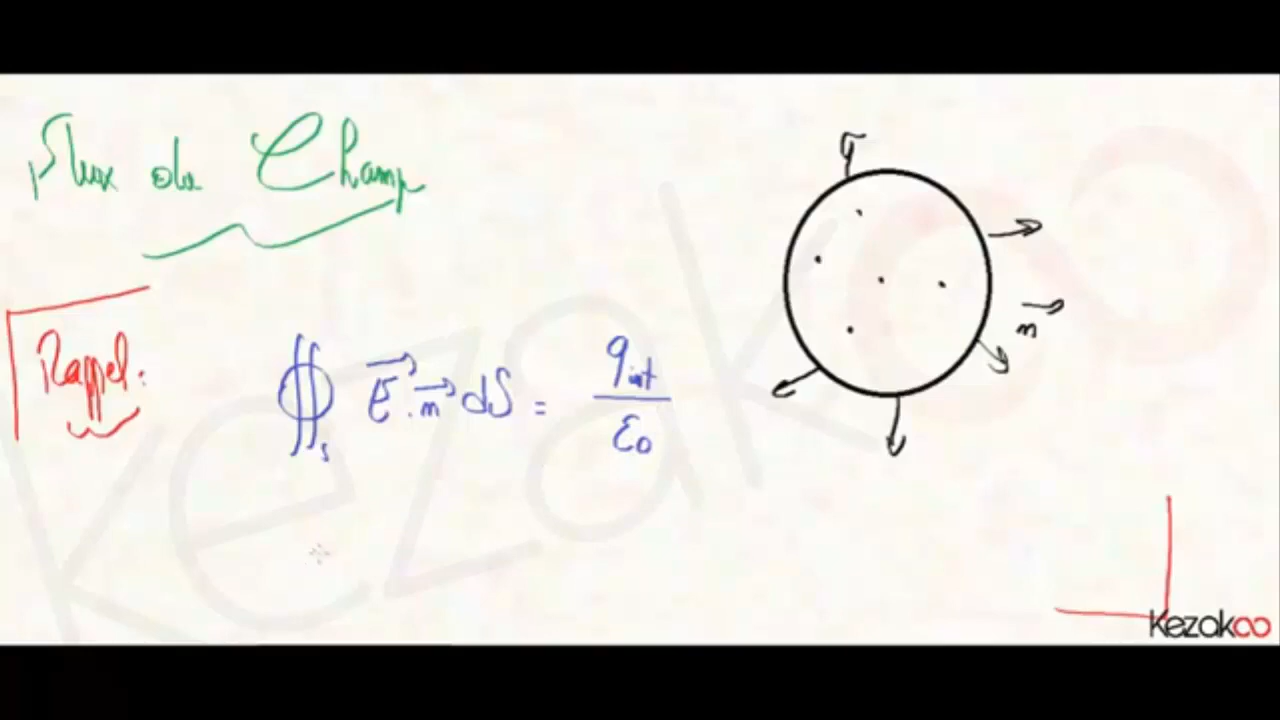 Flux du Champ
Rappel:
∯s E⃗.n⃗ dS = qint/ε0
n⃗
Kezakoo